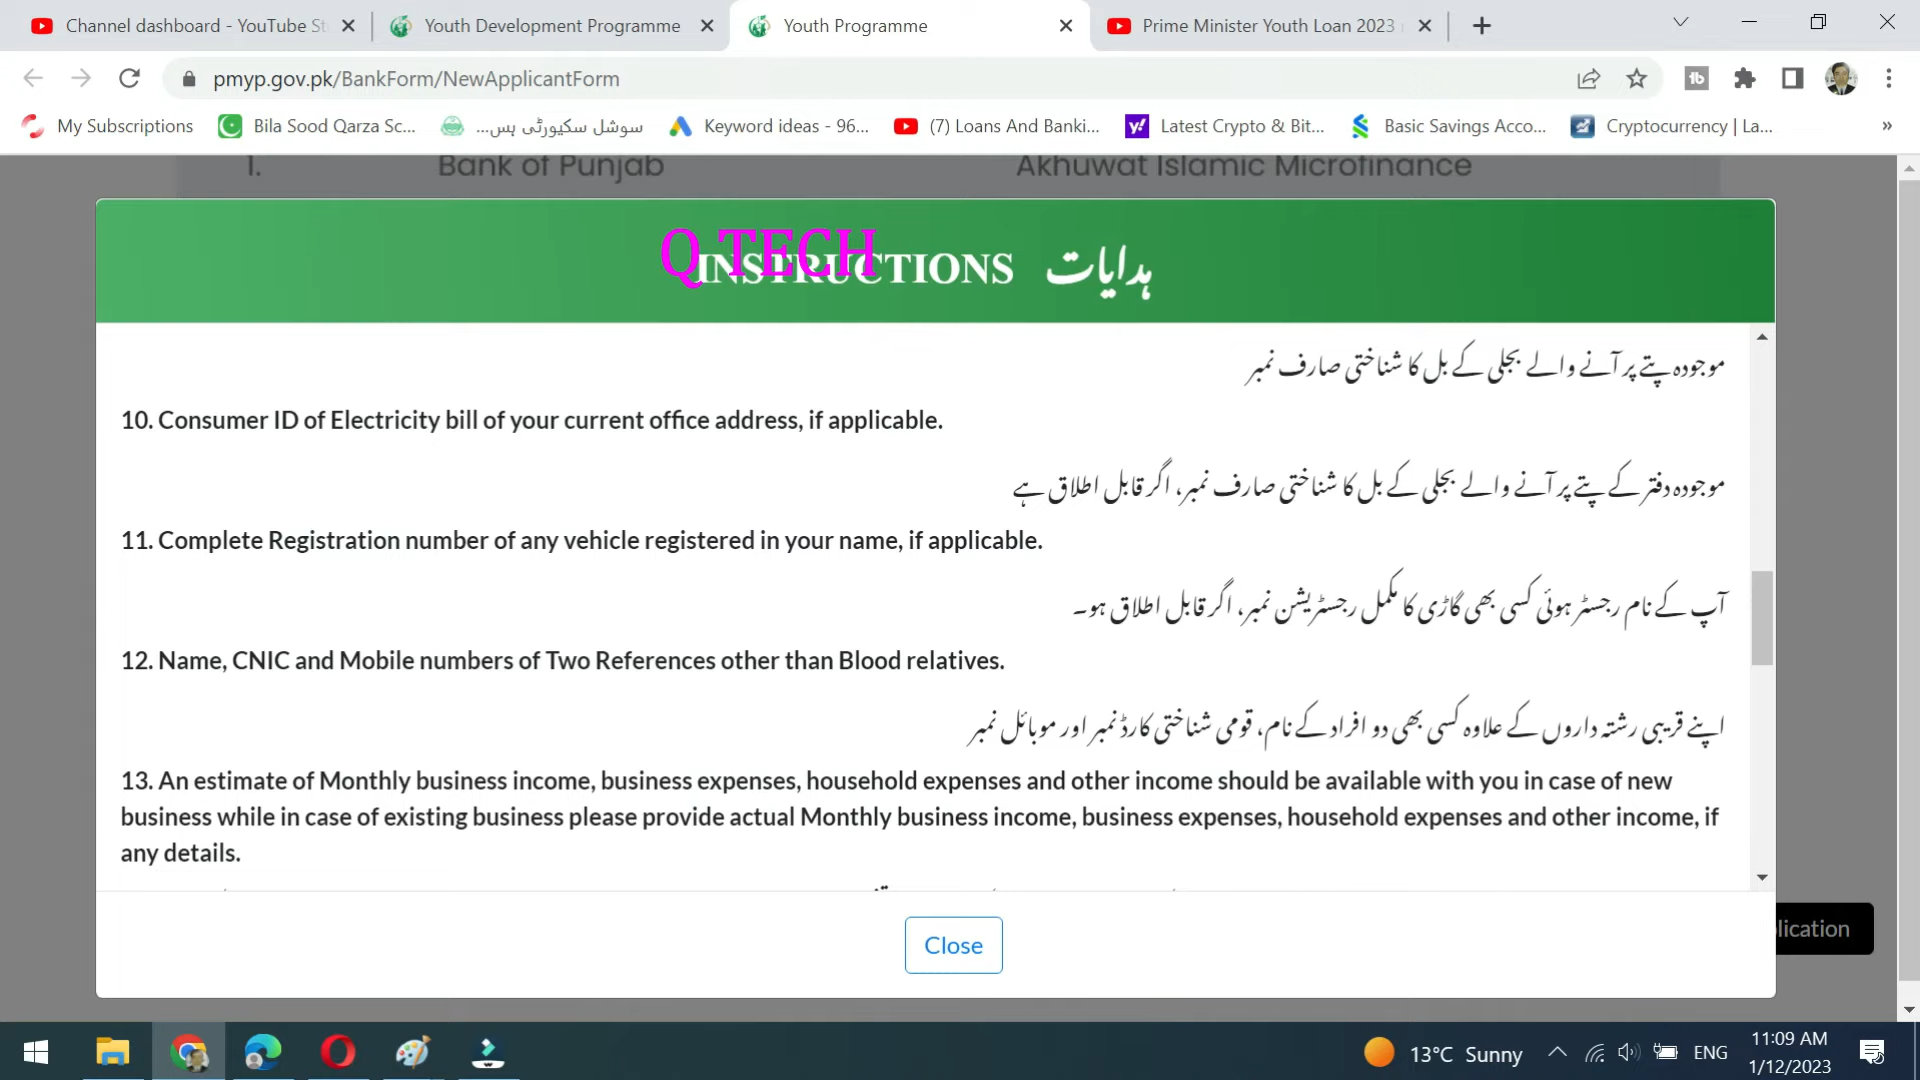 Channel dashboard - YouTube St
Youth Development Programme
Youth Programme
Prime Minister Youth Loan 2023
pmyp.gov.pk/BankForm/NewApplicantForm
My Subscriptions
Bila Sood Qarza Sc...
سوشل سکیورٹی ہس...
Keyword ideas - 96...
(7) Loans And Banki...
Latest Crypto & Bit...
Basic Savings Acco...
Cryptocurrency | La...
1. Bank of Punjab Akhuwat Islamic Microfinance
Q TECH
INSTRUCTIONS ہدایات
موجودہ پتے پر آنے والے بجلی کے بل کا شناختی صارف نمبر
10. Consumer ID of Electricity bill of your current office address, if applicable.
موجودہ دفتر کے پتے پر آنے والے بجلی کے بل کا شناختی صارف نمبر، اگر قابل اطلاق ہے
11. Complete Registration number of any vehicle registered in your name, if applicable.
آپ کے نام رجسٹر ہوئی کسی بھی گاڑی کا مکمل رجسٹریشن نمبر، اگر قابل اطلاق ہو۔
12. Name, CNIC and Mobile numbers of Two References other than Blood relatives.
اپنے قریبی رشتہ داروں کے علاوہ کسی بھی دو افراد کے نام، قومی شناختی کارڈ نمبر اور موبائل نمبر
13. An estimate of Monthly business income, business expenses, household expenses and other income should be available with you in case of new
business while in case of existing business please provide actual Monthly business income, business expenses, household expenses and other income, if
any details.
lication
Close
13°C Sunny
ENG
11:09 AM
1/12/2023